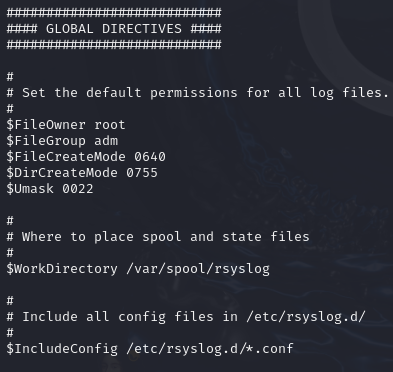 ###########################
#### GLOBAL DIRECTIVES ####
###########################
#
# Set the default permissions for all log files.
#
$FileOwner root
$FileGroup adm
$FileCreateMode 0640
$DirCreateMode 0755
$Umask 0022
#
# Where to place spool and state files
#
$WorkDirectory /var/spool/rsyslog
#
# Include all config files in /etc/rsyslog.d/
#
$IncludeConfig /etc/rsyslog.d/*.conf